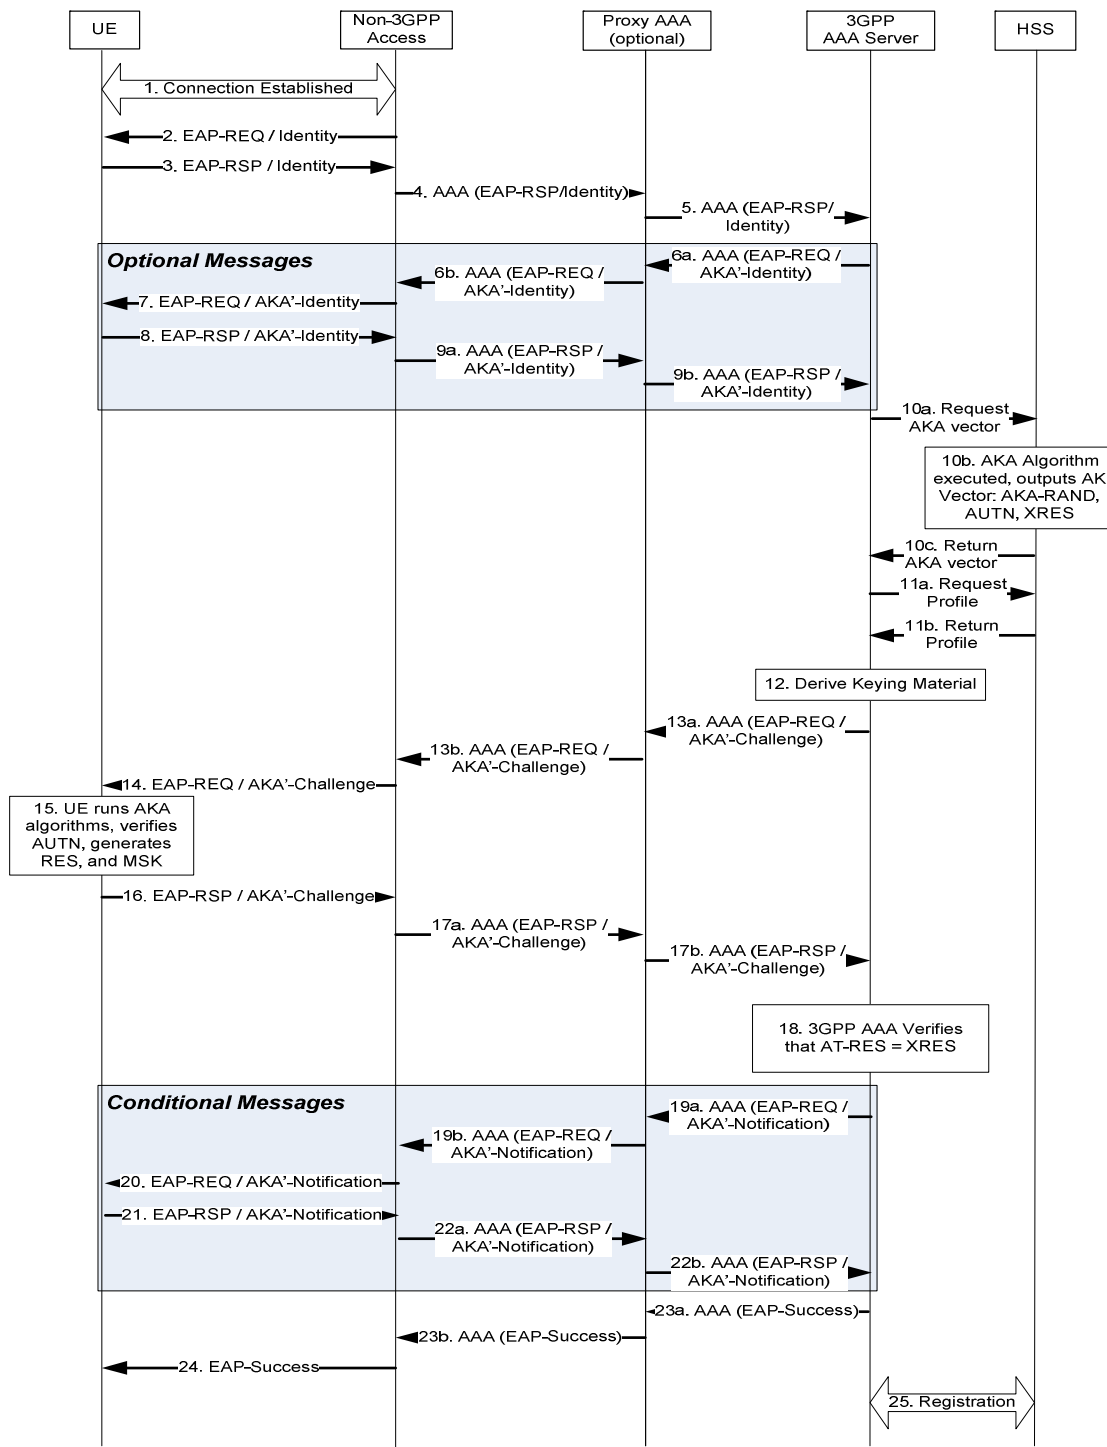 UE
Non-3GPP
Access
Proxy AAA
(optional)
3GPP
AAA Server
HSS
1. Connection Established
2. EAP-REQ / Identity
3. EAP-RSP / Identity
4. AAA (EAP-RSP/Identity)
5. AAA (EAP-RSP/
Identity)
Optional Messages
6a. AAA (EAP-REQ /
AKA'-Identity)
6b. AAA (EAP-REQ /
AKA'-Identity)
7. EAP-REQ / AKA'-Identity
8. EAP-RSP / AKA'-Identity
9a. AAA (EAP-RSP /
AKA'-Identity)
9b. AAA (EAP-RSP /
AKA'-Identity)
10a. Request
AKA vector
10b. AKA Algorithm
executed, outputs AK
Vector: AKA-RAND,
AUTN, XRES
10c. Return
AKA vector
11a. Request
Profile
11b. Return
Profile
12. Derive Keying Material
13a. AAA (EAP-REQ /
AKA'-Challenge)
13b. AAA (EAP-REQ /
AKA'-Challenge)
14. EAP-REQ / AKA'-Challenge
15. UE runs AKA
algorithms, verifies
AUTN, generates
RES, and MSK
16. EAP-RSP / AKA'-Challenge
17a. AAA (EAP-RSP /
AKA'-Challenge)
17b. AAA (EAP-RSP /
AKA'-Challenge)
18. 3GPP AAA Verifies
that AT-RES = XRES
Conditional Messages
19a. AAA (EAP-REQ /
AKA'-Notification)
19b. AAA (EAP-REQ /
AKA'-Notification)
20. EAP-REQ / AKA'-Notification
21. EAP-RSP / AKA'-Notification
22a. AAA (EAP-RSP /
AKA'-Notification)
22b. AAA (EAP-RSP /
AKA'-Notification)
23a. AAA (EAP-Success)
23b. AAA (EAP-Success)
24. EAP-Success
25. Registration